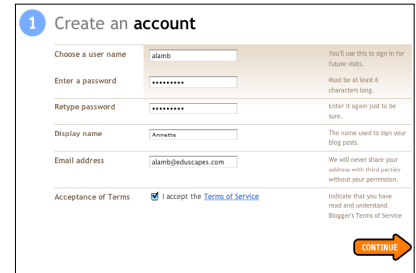 1 Create an account
Choose a user name
alamb
You'll use this to sign in for
future visits.
Enter a password
•••••••••
Must be at least 6
characters long.
Retype password
•••••••••
Enter it again just to be
sure.
Display name
Annette
The name used to sign your
blog posts.
Email address
alamb@eduscapes.com
We will never share your
address with third parties
without your permission.
Acceptance of Terms
I accept the Terms of Service
Indicate that you have
read and understand
Blogger's Terms of Service
CONTINUE